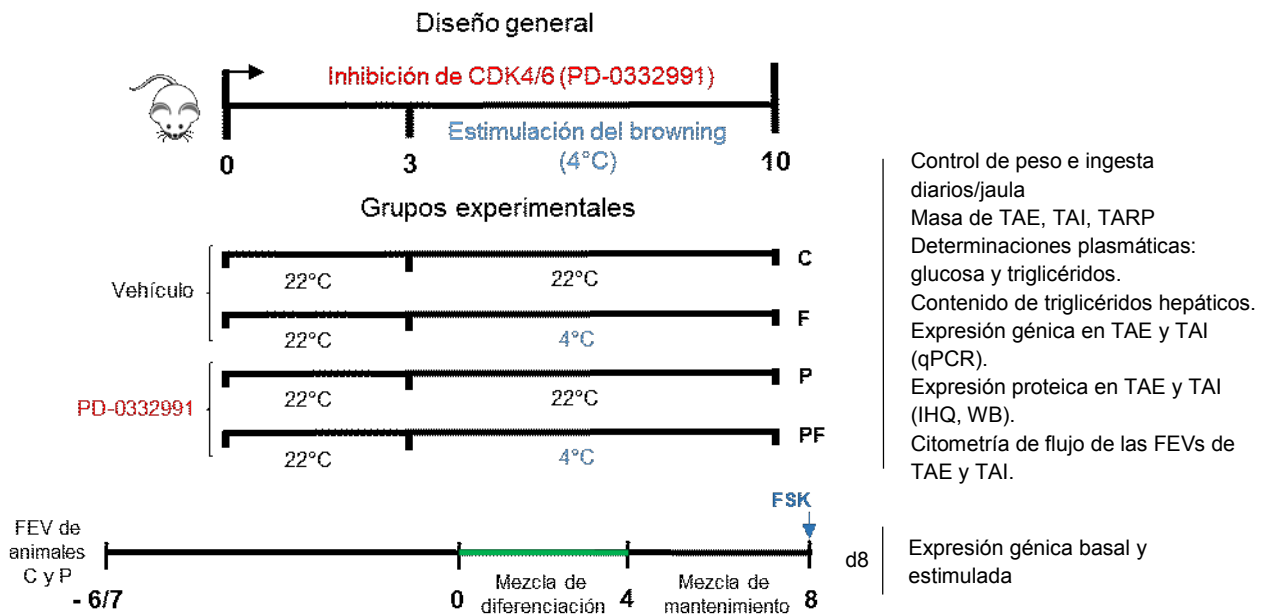 Diseño general
Inhibición de CDK4/6 (PD-0332991)
Estimulación del browning
(4°C)
0
3
10
Grupos experimentales
Vehículo
22°C
22°C
C
22°C
4°C
F
PD-0332991
22°C
22°C
P
22°C
4°C
PF
Control de peso e ingesta
diarios/jaula
Masa de TAE, TAI, TARP
Determinaciones plasmáticas:
glucosa y triglicéridos.
Contenido de triglicéridos hepáticos.
Expresión génica en TAE y TAI
(qPCR).
Expresión proteica en TAE y TAI
(IHQ, WB).
Citometría de flujo de las FEVs de
TAE y TAI.
FSK
FEV de
animales
C y P
- 6/7
0
Mezcla de
diferenciación
4
Mezcla de
mantenimiento
8
d8
Expresión génica basal y
estimulada